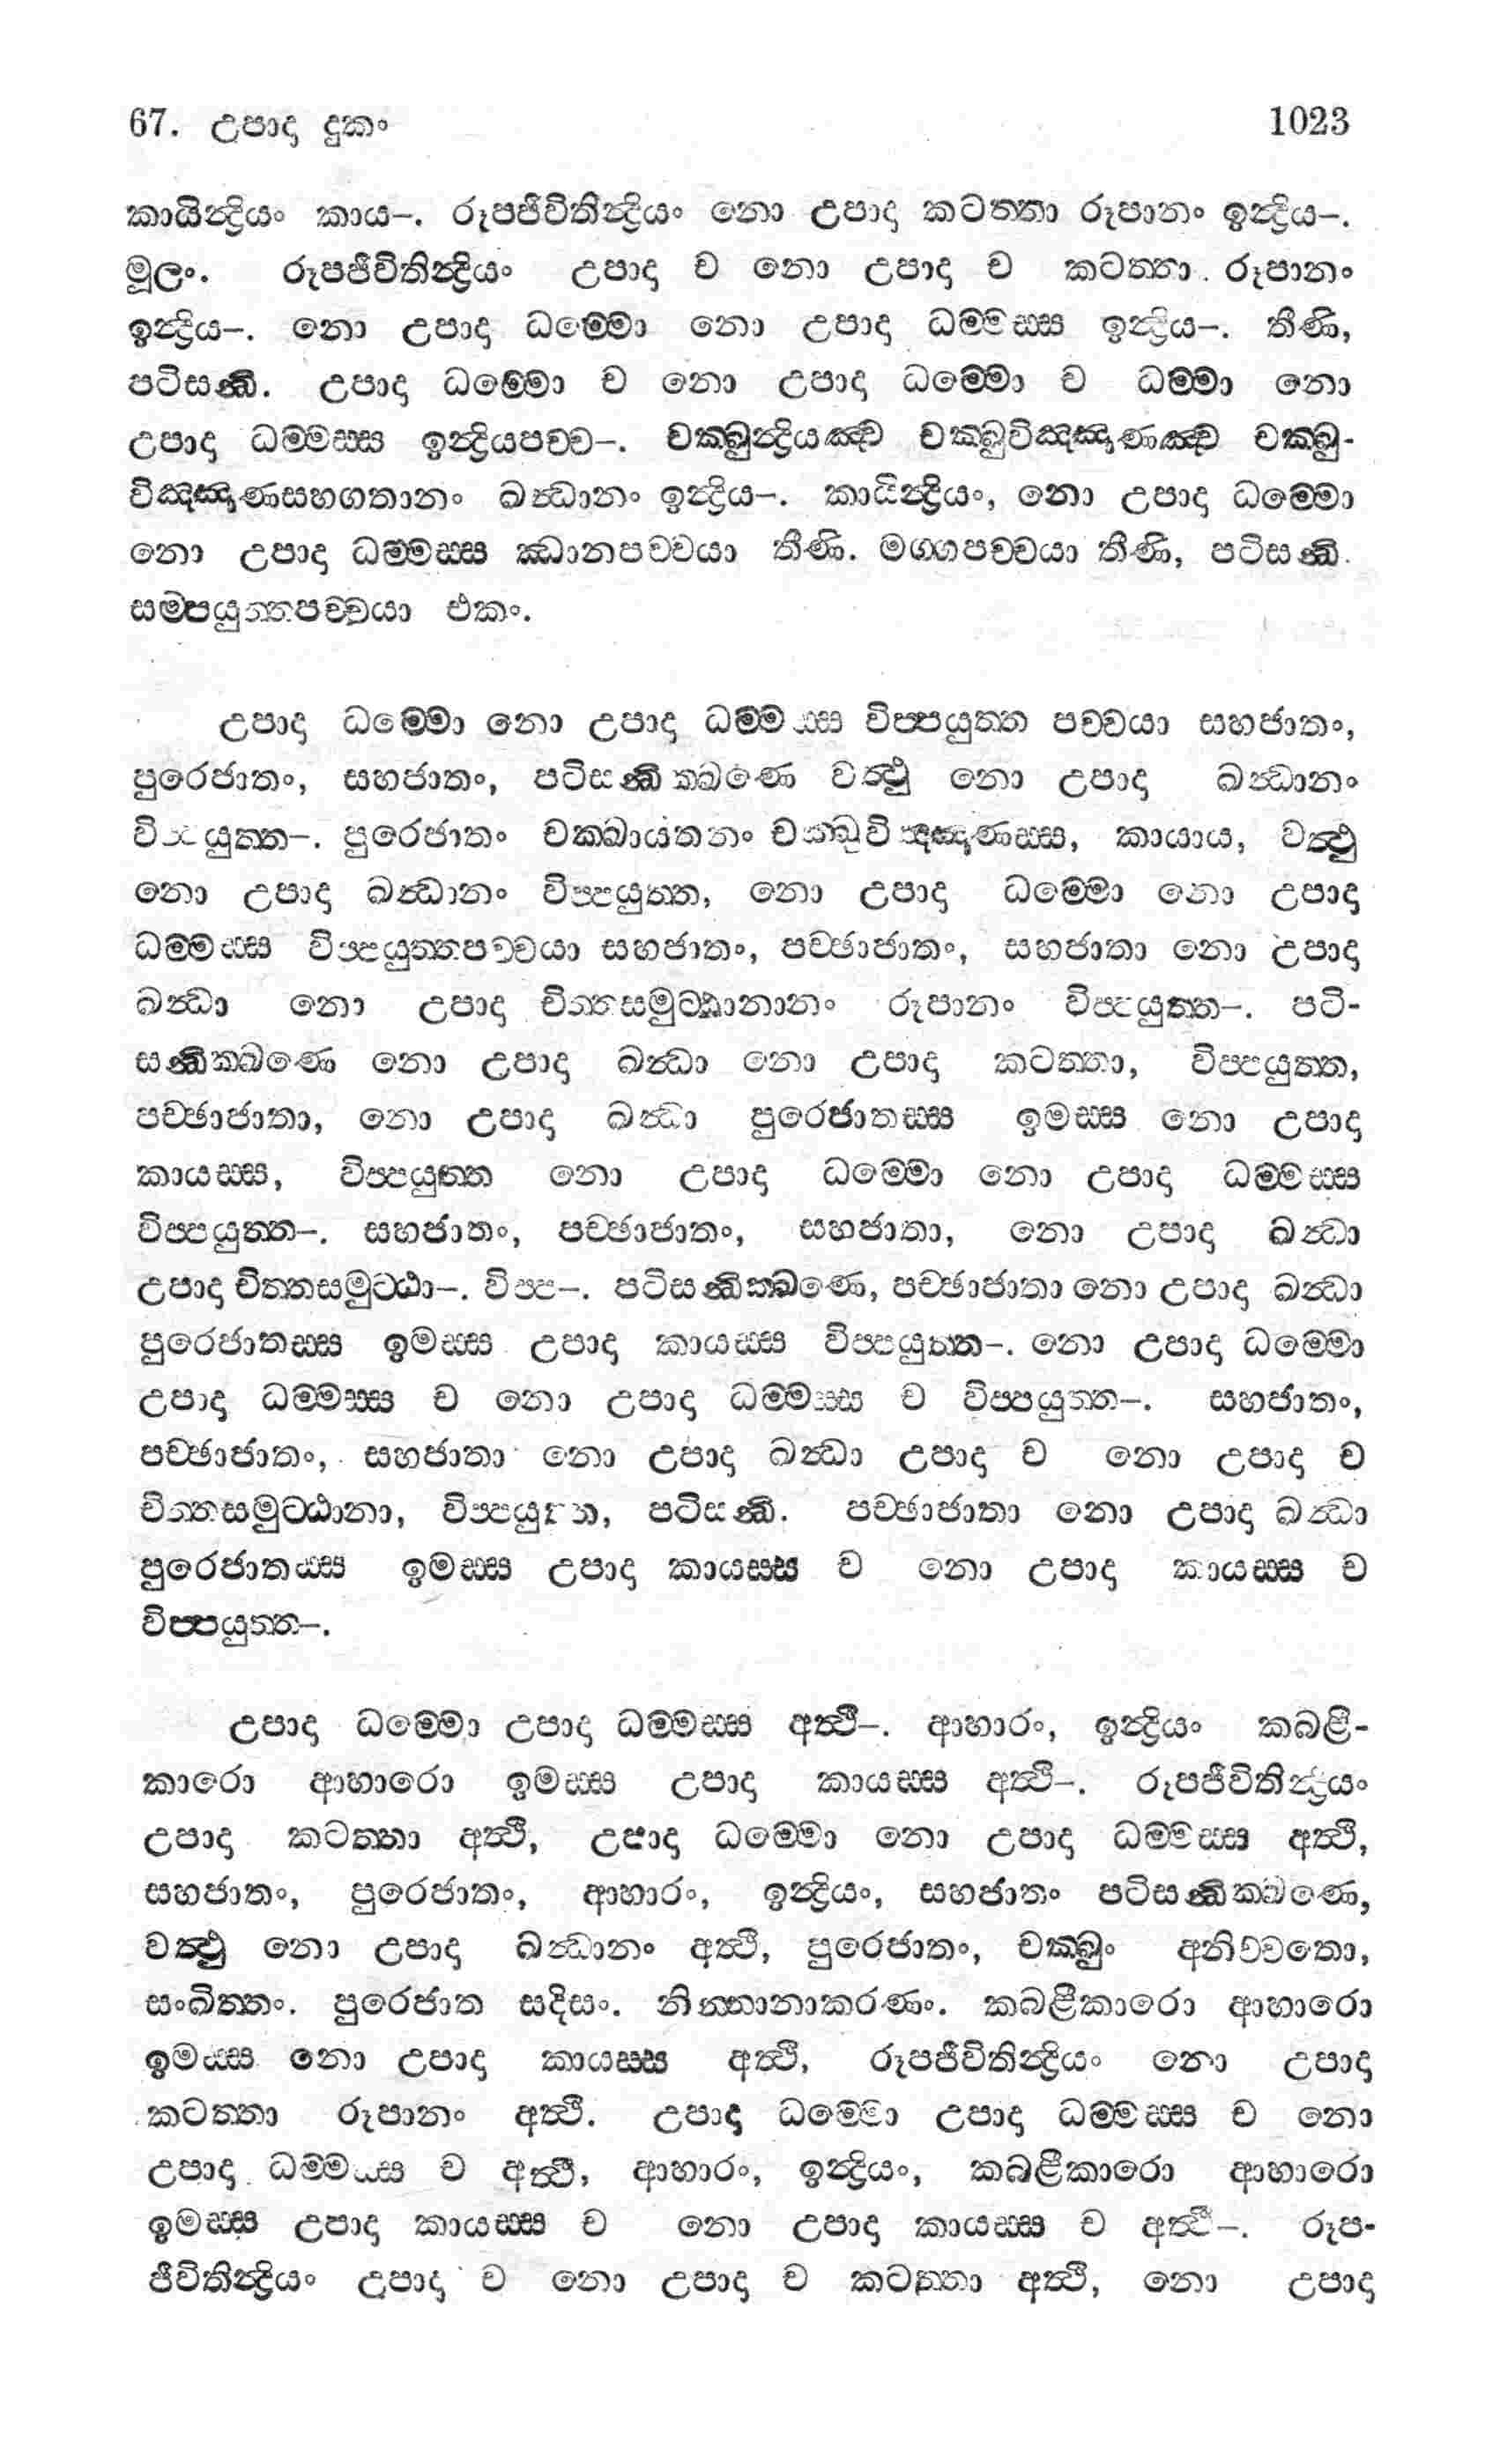 67. උපාදා දුකං 1023
කායින්ද්‍රියං කාය–. රූපජීවිතින්ද්‍රියං නො උපාදා කටත්තා රූපානං ඉන්ද්‍රිය–.
මූලං. රූපජීවිතින්ද්‍රියං උපාදා ච නො උපාදා ච කටත්තා රූපානං
ඉන්ද්‍රිය–. නො උපාදා ධම්මො නො උපාදා ධම්මස්ස ඉන්ද්‍රිය–. තීණි,
පටිසන්ධි. උපාදා ධම්මො ච නො උපාදා ධම්මො ච ධම්මා නො
උපාදා ධම්මස්ස ඉන්ද්‍රියපච්ච–. චක්ඛුන්ද්‍රියඤ්ච චක්ඛුවිඤ්ඤාණඤ්ච චක්ඛු-
විඤ්ඤාණසහගතානං ඛන්ධානං ඉන්ද්‍රිය–. කායින්ද්‍රියං, නො උපාදා ධම්මො
නො උපාදා ධම්මස්ස ඣානපච්චයා තීණි. මග්ගපච්චයා තීණි, පටිසන්ධි.
සම්පයුත්තපච්චයා එකං.
උපාදා ධම්මො නො උපාදා ධම්මස්ස විප්පයුත්ත පච්චයා සහජාතං,
පුරෙජාතං, සහජාතං, පටිසන්ධික්ඛණෙ වත්ථු නො උපාදා ඛන්ධානං
විප්පයුත්ත–. පුරෙජාතං චක්ඛායතනං චක්ඛුවිඤ්ඤාණස්ස, කායාය, වත්ථු
නො උපාදා ඛන්ධානං විප්පයුත්ත, නො උපාදා ධම්මො නො උපාදා
ධම්මස්ස විප්පයුත්තපච්චයා සහජාතං, පච්ඡාජාතං, සහජාතා නො උපාදා
ඛන්ධා නො උපාදා චිත්තසමුට්ඨානානං රූපානං විප්පයුත්ත–. පටි-
සන්ධික්ඛණෙ නො උපාදා ඛන්ධා නො උපාදා කටත්තා, විප්පයුත්ත,
පච්ඡාජාතා, නො උපාදා ඛන්ධා පුරෙජාතස්ස ඉමස්ස නො උපාදා
කායස්ස, විප්පයුත්ත නො උපාදා ධම්මො නො උපාදා ධම්මස්ස
විප්පයුත්ත–. සහජාතං, පච්ඡාජාතං, සහජාතා, නො උපාදා ඛන්ධා
උපාදා චිත්තසමුට්ඨා–. විප්ප–. පටිසන්ධික්ඛණෙ, පච්ඡාජාතා නො උපාදා ඛන්ධා
පුරෙජාතස්ස ඉමස්ස උපාදා කායස්ස විප්පයුත්ත–. නො උපාදා ධම්මො
උපාදා ධම්මස්ස ච නො උපාදා ධම්මස්ස ච විප්පයුත්ත–. සහජාතං,
පච්ඡාජාතං, සහජාතා නො උපාදා ඛන්ධා උපාදා ච නො උපාදා ච
චිත්තසමුට්ඨානා, විප්පයුත්ත, පටිසන්ධි. පච්ඡාජාතා නො උපාදා ඛන්ධා
පුරෙජාතස්ස ඉමස්ස උපාදා කායස්ස ච නො උපාදා කායස්ස ච
විප්පයුත්ත–.
උපාදා ධම්මො උපාදා ධම්මස්ස අත්ථි–. ආහාරං, ඉන්ද්‍රියං කබළී-
කාරො ආහාරො ඉමස්ස උපාදා කායස්ස අත්ථි–. රූපජීවිතින්ද්‍රියං
උපාදා කටත්තා අත්ථි, උපාදා ධම්මො නො උපාදා ධම්මස්ස අත්ථි,
සහජාතං, පුරෙජාතං, ආහාරං, ඉන්ද්‍රියං, සහජාතං පටිසන්ධික්ඛණෙ,
වත්ථු නො උපාදා ඛන්ධානං අත්ථි, පුරෙජාතං, චක්ඛුං අනිච්චතො,
සංඛිත්තං. පුරෙජාත සදිසං. නින්නානාකරණං. කබළීකාරො ආහාරො
ඉමස්ස නො උපාදා කායස්ස අත්ථි, රූපජීවිතින්ද්‍රියං නො උපාදා
කටත්තා රූපානං අත්ථි. උපාදා ධම්මො උපාදා ධම්මස්ස ච නො
උපාදා ධම්මස්ස ච අත්ථි, ආහාරං, ඉන්ද්‍රියං, කබළීකාරො ආහාරො
ඉමස්ස උපාදා කායස්ස ච නො උපාදා කායස්ස ච අත්ථි–. රූප-
ජීවිතින්ද්‍රියං උපාදා ච නො උපාදා ච කටත්තා අත්ථි, නො උපාදා